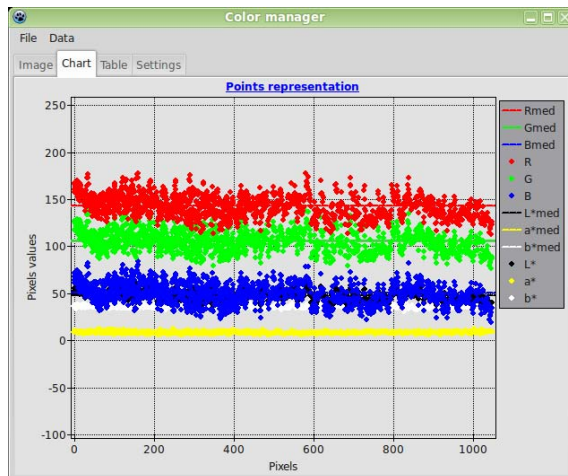 Color manager
File Data
Image Chart Table Settings
Points representation
250
200
150
100
50
0
-50
-100
0 200 400 600 800 1000
Pixels values
Pixels
Rmed
Gmed
Bmed
R
G
B
L*med
a*med
b*med
L*
a*
b*